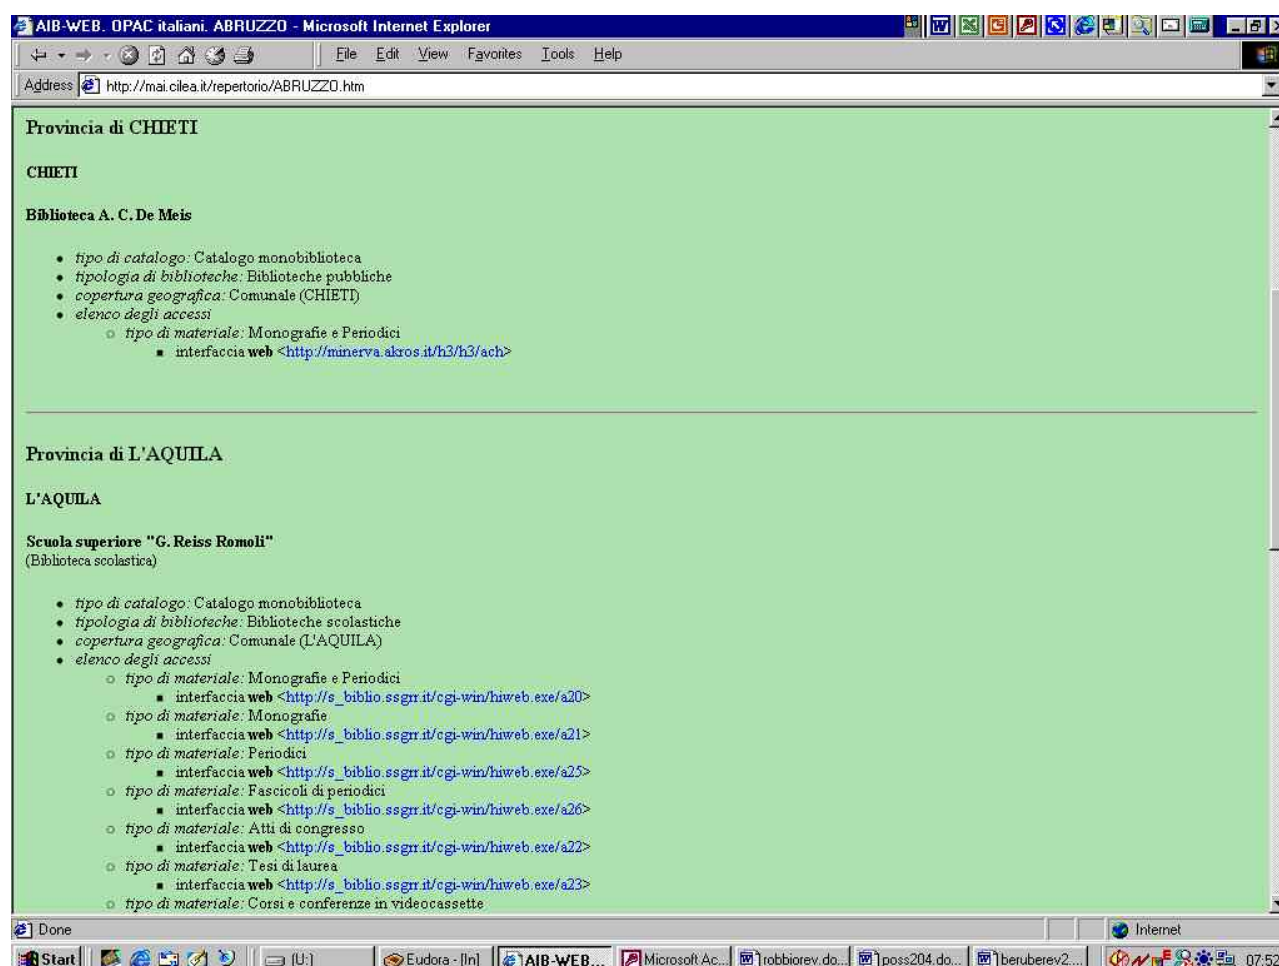 AIB-WEB. OPAC italiani. ABRUZZO - Microsoft Internet Explorer
File Edit View Favorites Tools Help
Address http://mai.cilea.it/repertorio/ABRUZZO.htm
Provincia di CHIETI
CHIETI
Biblioteca A. C. De Meis
tipo di catalogo: Catalogo monobiblioteca
tipologia di biblioteche: Biblioteche pubbliche
copertura geografica: Comunale (CHIETI)
elenco degli accessi
tipo di materiale: Monografie e Periodici
interfaccia web <http://minerva.akros.it/h3/h3/ach>
Provincia di L'AQUILA
L'AQUILA
Scuola superiore "G. Reiss Romoli"
(Biblioteca scolastica)
tipo di catalogo: Catalogo monobiblioteca
tipologia di biblioteche: Biblioteche scolastiche
copertura geografica: Comunale (L'AQUILA)
elenco degli accessi
tipo di materiale: Monografie e Periodici
interfaccia web <http://s_biblio.ssgrr.it/cgi-win/hiweb.exe/a20>
tipo di materiale: Monografie
interfaccia web <http://s_biblio.ssgrr.it/cgi-win/hiweb.exe/a21>
tipo di materiale: Periodici
interfaccia web <http://s_biblio.ssgrr.it/cgi-win/hiweb.exe/a25>
tipo di materiale: Fascicoli di periodici
interfaccia web <http://s_biblio.ssgrr.it/cgi-win/hiweb.exe/a26>
tipo di materiale: Atti di congresso
interfaccia web <http://s_biblio.ssgrr.it/cgi-win/hiweb.exe/a22>
tipo di materiale: Tesi di laurea
interfaccia web <http://s_biblio.ssgrr.it/cgi-win/hiweb.exe/a23>
tipo di materiale: Corsi e conferenze in videocassette
Done Internet
Start (U:) Eudora - [In] AIB-WEB... Microsoft Ac... robbiorev.do... poss204.do... beruberev2.... 07:52